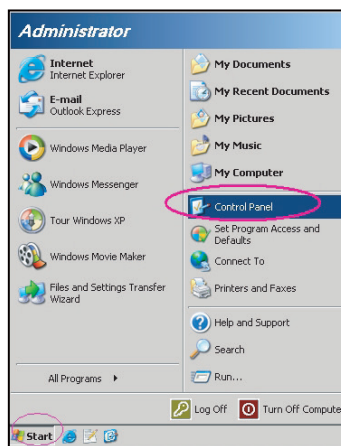 Administrator
Internet
Internet Explorer
E-mail
Outlook Express
Windows Media Player
Windows Messenger
Tour Windows XP
Windows Movie Maker
Files and Settings Transfer
Wizard
All Programs
My Documents
My Recent Documents
My Pictures
My Music
My Computer
Control Panel
Set Program Access and
Defaults
Connect To
Printers and Faxes
Help and Support
Search
Run...
Log Off
Turn Off Compute
Start